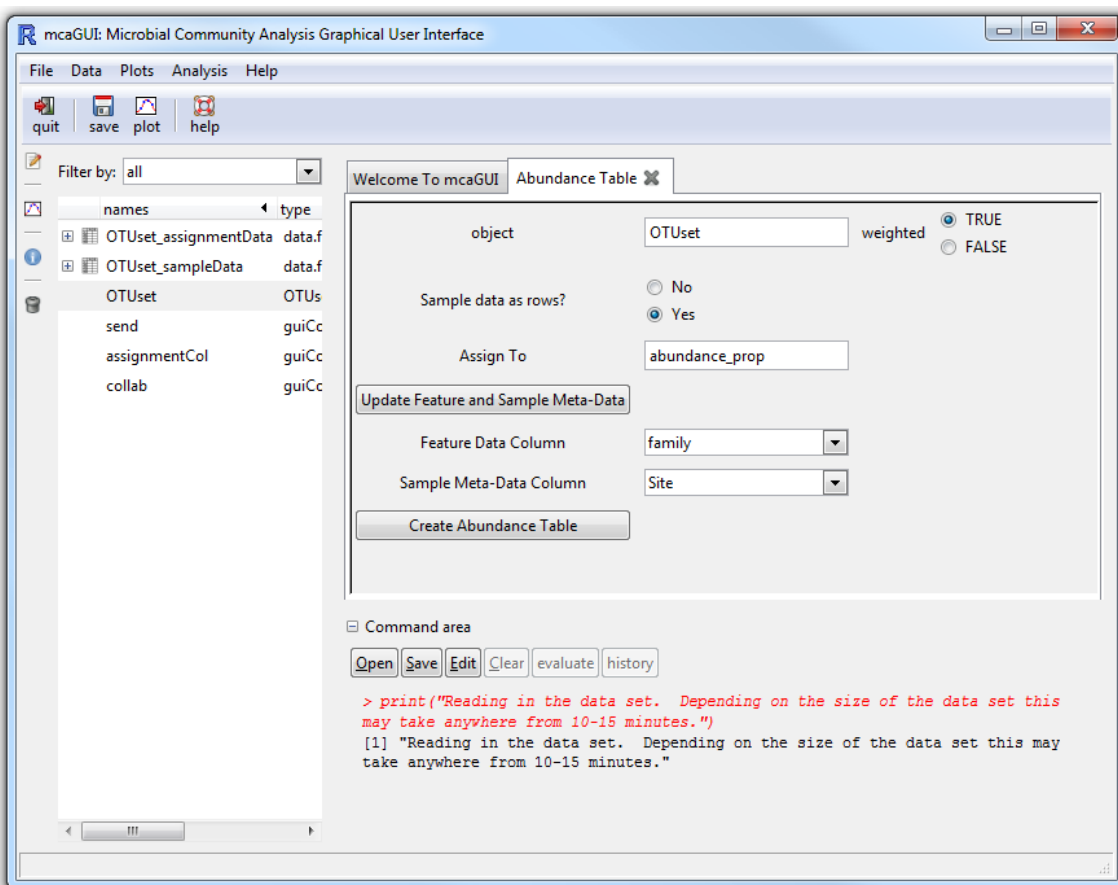 mcaGUI: Microbial Community Analysis Graphical User Interface
File Data Plots Analysis Help
quit save plot help
Filter by: all
names type
OTUset_assignmentData data.f
OTUset_sampleData data.f
OTUset OTUs
send guiCo
assignmentCol guiCo
collab guiCo
Welcome To mcaGUI Abundance Table
object OTUset weighted TRUE
FALSE
Sample data as rows? No
Yes
Assign To abundance_prop
Update Feature and Sample Meta-Data
Feature Data Column family
Sample Meta-Data Column Site
Create Abundance Table
Command area
Open Save Edit Clear evaluate history
> print("Reading in the data set.  Depending on the size of the data set this
may take anywhere from 10-15 minutes.")
[1] "Reading in the data set.  Depending on the size of the data set this may
take anywhere from 10-15 minutes."